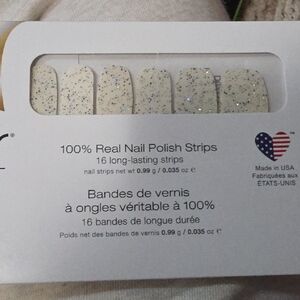 100% Real Nail Polish Strips
16 long-lasting strips
nail strips net wt 0.99 g / 0.035 oz ℮
Made in USA
Fabriquées aux
ÉTATS-UNIS
Bandes de vernis
à ongles véritable à 100%
16 bandes de longue durée
Poids net des bandes de vernis 0.99 g / 0.035 oz ℮